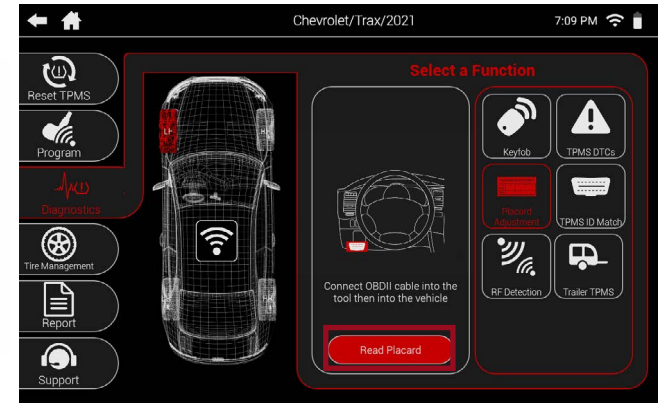 Chevrolet/Trax/2021
7:09 PM
Reset TPMS
Program
Diagnostics
Tire Management
Report
Support
LF
Select a Function
Connect OBDII cable into the
tool then into the vehicle
Read Placard
Keyfob
TPMS DTCs
Placard
Adjustment
TPMS ID Match
RF Detection
Trailer TPMS